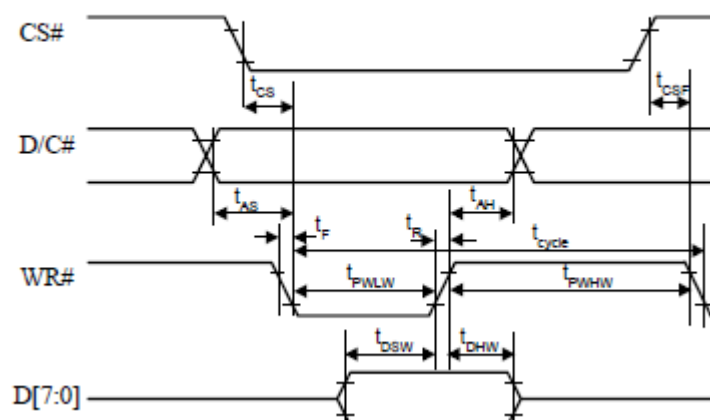 CS#
tCS
tCSF
D/C#
tAS
tF
tR
tAH
tcycle
WR#
tPWLW
tPWHW
tDSW
tDHW
D[7:0]